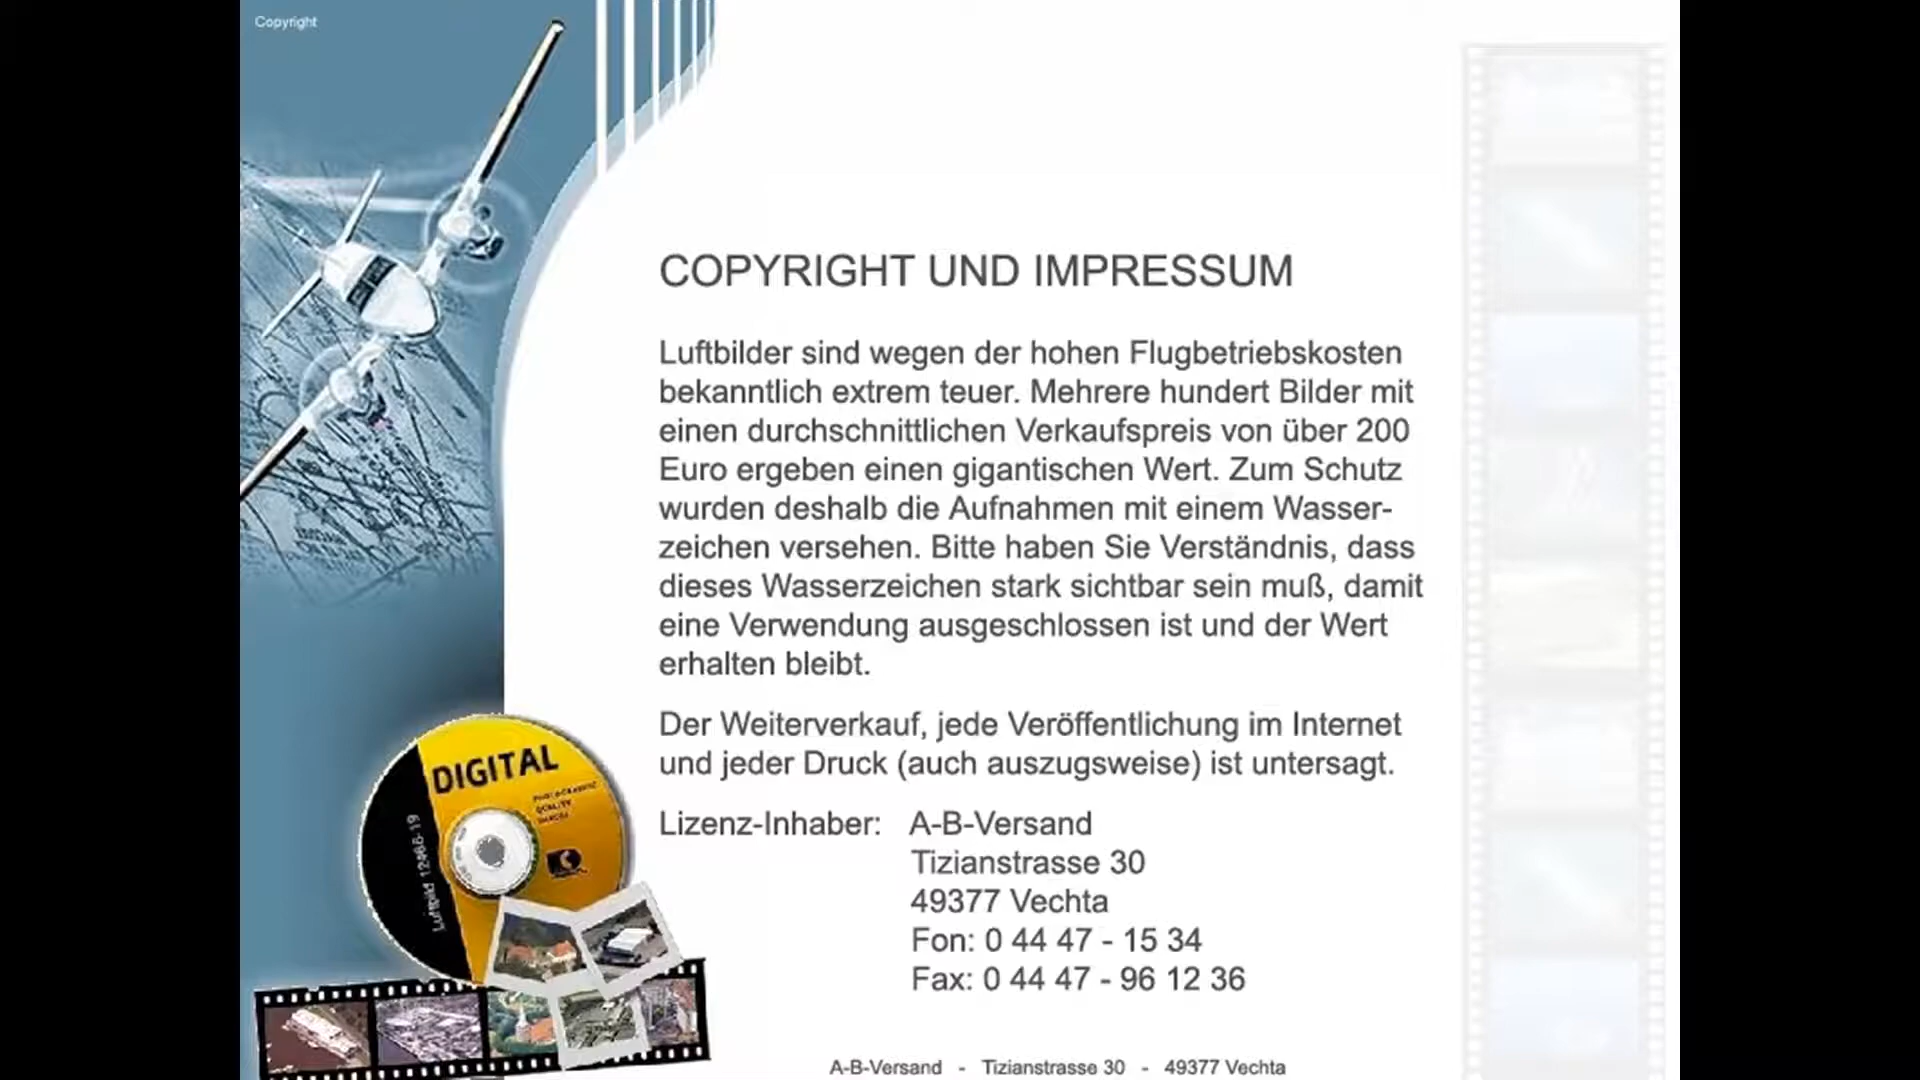 Copyright
COPYRIGHT UND IMPRESSUM
Luftbilder sind wegen der hohen Flugbetriebskosten
bekanntlich extrem teuer. Mehrere hundert Bilder mit
einen durchschnittlichen Verkaufspreis von über 200
Euro ergeben einen gigantischen Wert. Zum Schutz
wurden deshalb die Aufnahmen mit einem Wasser-
zeichen versehen. Bitte haben Sie Verständnis, dass
dieses Wasserzeichen stark sichtbar sein muß, damit
eine Verwendung ausgeschlossen ist und der Wert
erhalten bleibt.
Der Weiterverkauf, jede Veröffentlichung im Internet
und jeder Druck (auch auszugsweise) ist untersagt.
Lizenz-Inhaber: A-B-Versand
Tizianstrasse 30
49377 Vechta
Fon: 0 44 47 - 15 34
Fax: 0 44 47 - 96 12 36
DIGITAL
Luftbild
A-B-Versand - Tizianstrasse 30 - 49377 Vechta